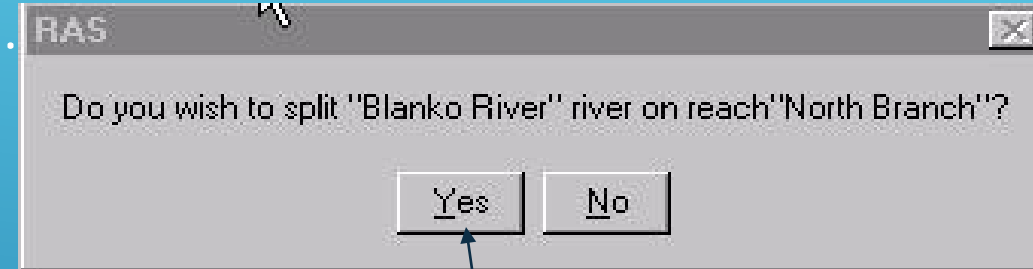 RAS
Do you wish to split "Blanko River" river on reach"North Branch"?
Yes No